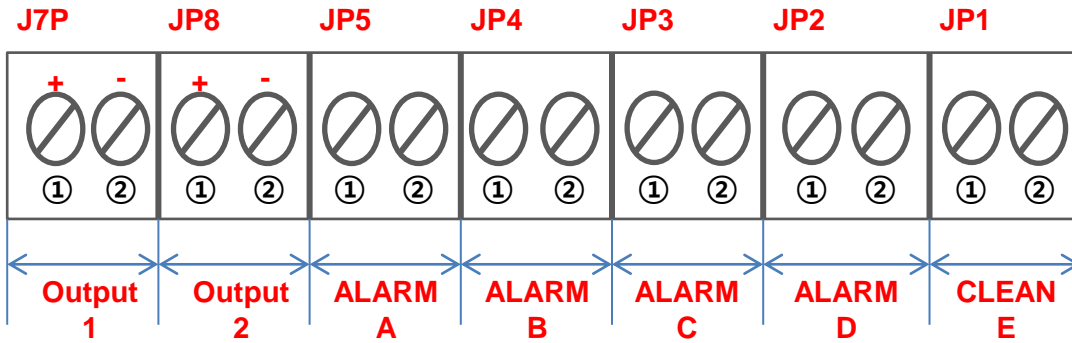 J7P JP8 JP5 JP4 JP3 JP2 JP1
+ - + -
① ② ① ② ① ② ① ② ① ② ① ② ① ②
Output Output ALARM ALARM ALARM ALARM CLEAN
1 2 A B C D E